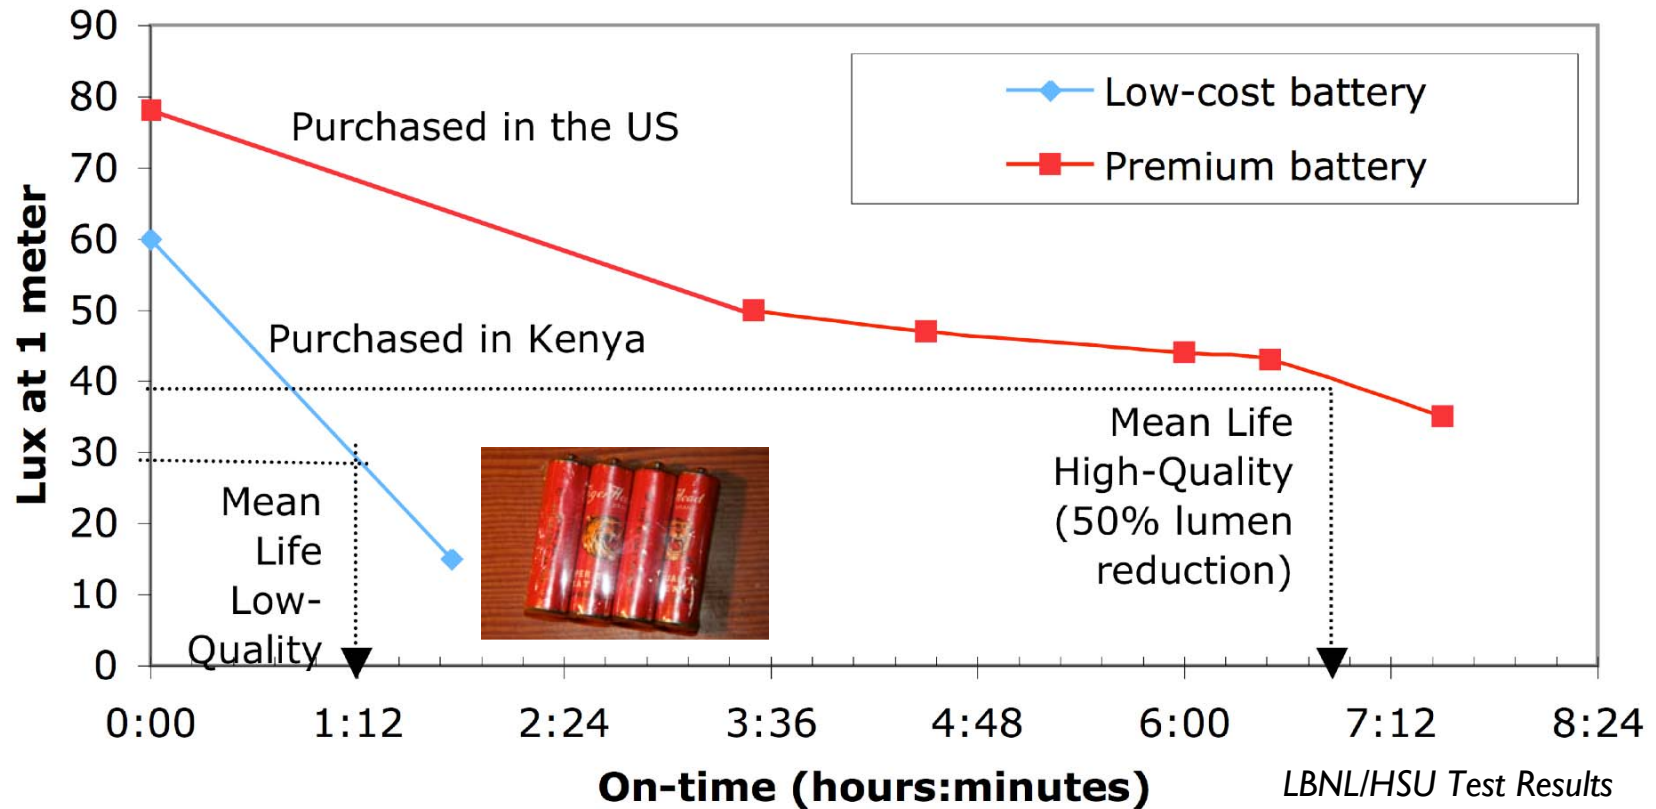 90
80
70
60
50
40
30
20
10
0
Lux at 1 meter
Low-cost battery
Premium battery
Purchased in the US
Purchased in Kenya
Mean
Life
Low-
Quality
Mean Life
High-Quality
(50% lumen
reduction)
Head
0:00 1:12 2:24 3:36 4:48 6:00 7:12 8:24
On-time (hours:minutes)
LBNL/HSU Test Results